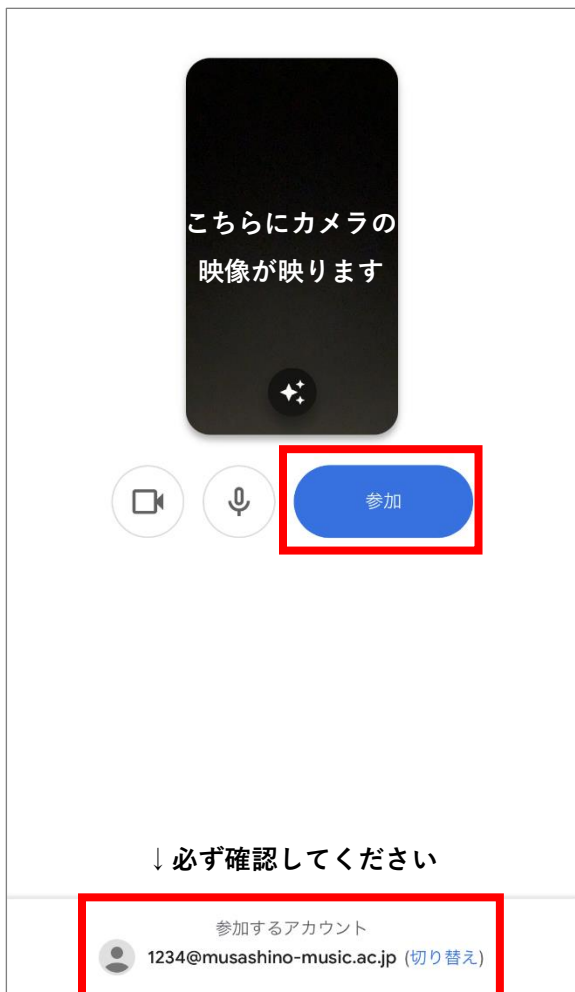 こちらにカメラの
映像が映ります
参加
↓必ず確認してください
参加するアカウント
1234@musashino-music.ac.jp (切り替え)